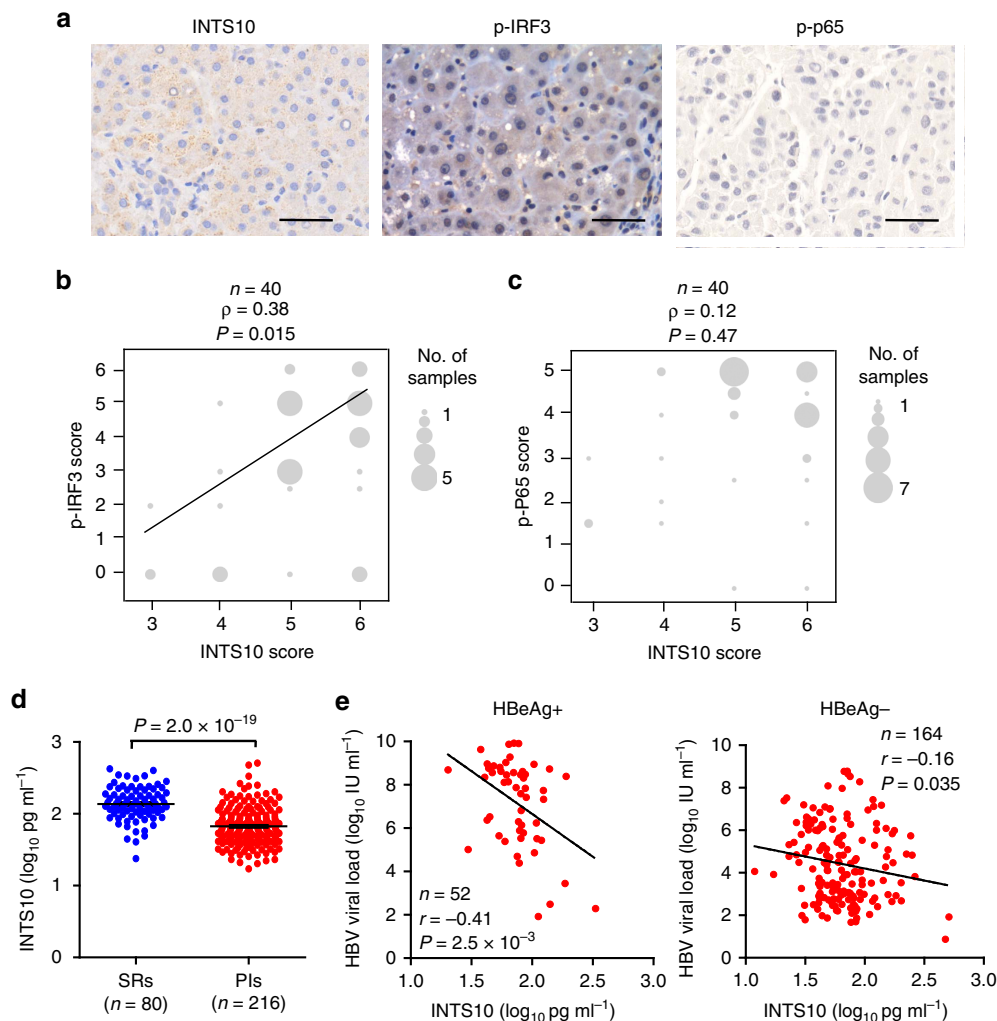 a
INTS10 p-IRF3 p-p65
b
n = 40
ρ = 0.38
P = 0.015
p-IRF3 score
6
5
4
3
2
1
0
3 4 5 6
INTS10 score
No. of
samples
1
5
c
n = 40
ρ = 0.12
P = 0.47
p-P65 score
5
4
3
2
1
0
3 4 5 6
INTS10 score
No. of
samples
1
7
d
P = 2.0 × 10⁻¹⁹
INTS10 (log₁₀ pg ml⁻¹)
3
2
1
0
SRs PIs
(n = 80) (n = 216)
e
HBeAg+
HBV viral load (log₁₀ IU ml⁻¹)
10
8
6
4
2
0
n = 52
r = –0.41
P = 2.5 × 10⁻³
1.0 1.5 2.0 2.5 3.0
INTS10 (log₁₀ pg ml⁻¹)
HBeAg–
n = 164
r = –0.16
P = 0.035
HBV viral load (log₁₀ IU ml⁻¹)
10
8
6
4
2
0
1.0 1.5 2.0 2.5 3.0
INTS10 (log₁₀ pg ml⁻¹)